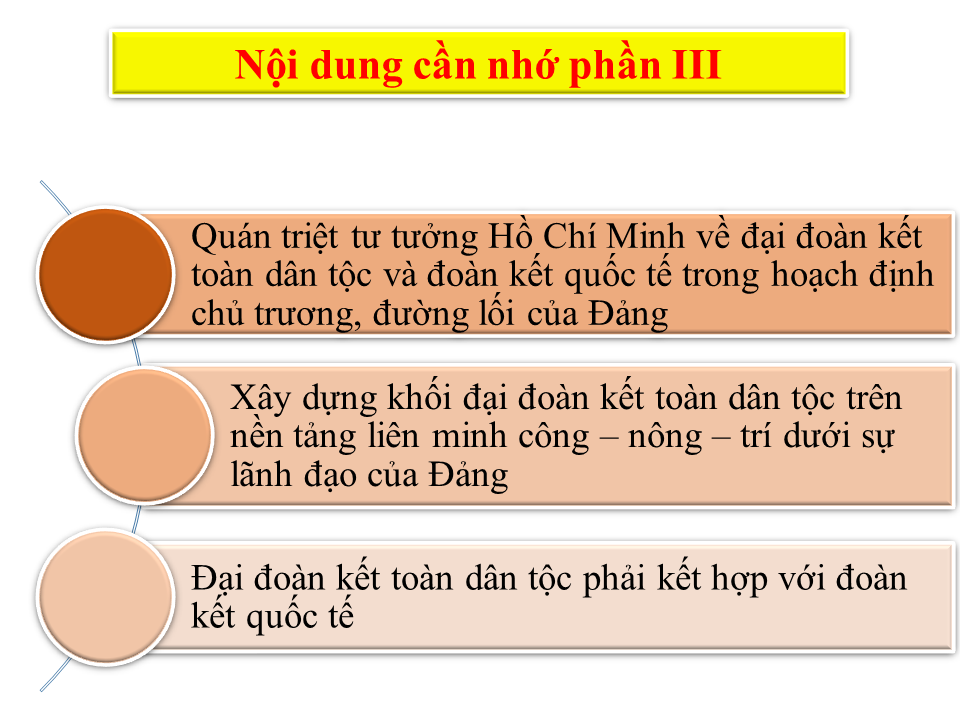 Nội dung cần nhớ phần III
Quán triệt tư tưởng Hồ Chí Minh về đại đoàn kết
toàn dân tộc và đoàn kết quốc tế trong hoạch định
chủ trương, đường lối của Đảng
Xây dựng khối đại đoàn kết toàn dân tộc trên
nền tảng liên minh công – nông – trí dưới sự
lãnh đạo của Đảng
Đại đoàn kết toàn dân tộc phải kết hợp với đoàn
kết quốc tế